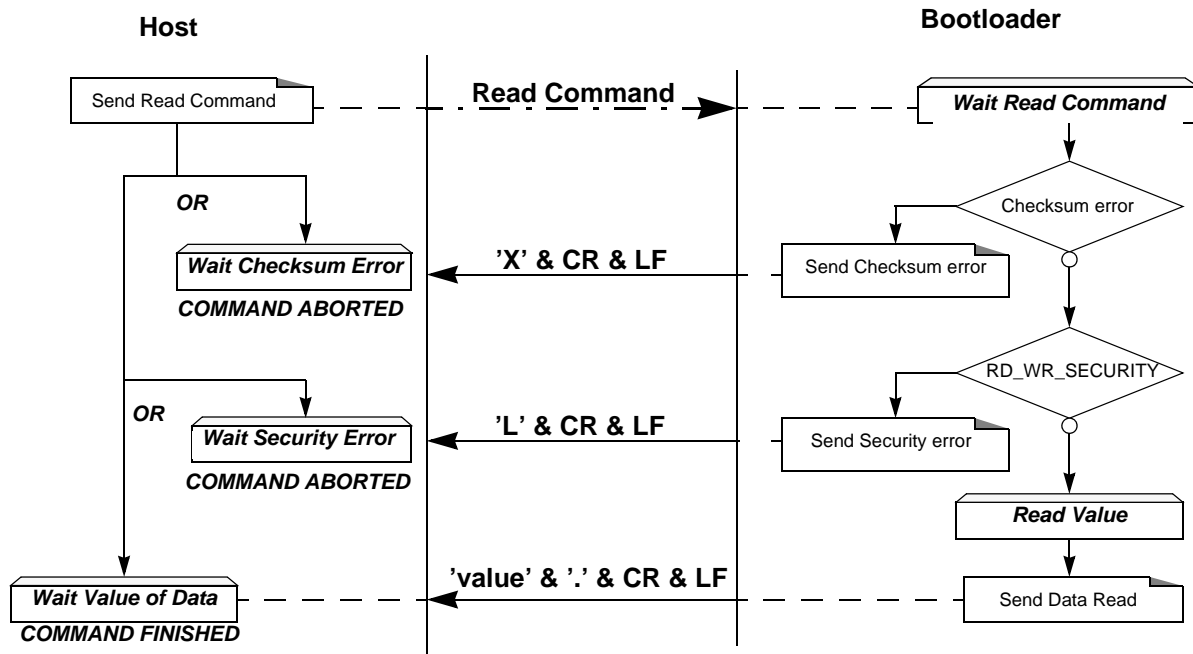 Host
Bootloader
Send Read Command
Read Command
Wait Read Command
OR
Checksum error
Wait Checksum Error
’X’ & CR & LF
Send Checksum error
COMMAND ABORTED
RD_WR_SECURITY
OR
Wait Security Error
’L’ & CR & LF
Send Security error
COMMAND ABORTED
Read Value
Wait Value of Data
’value’ & ’.’ & CR & LF
Send Data Read
COMMAND FINISHED